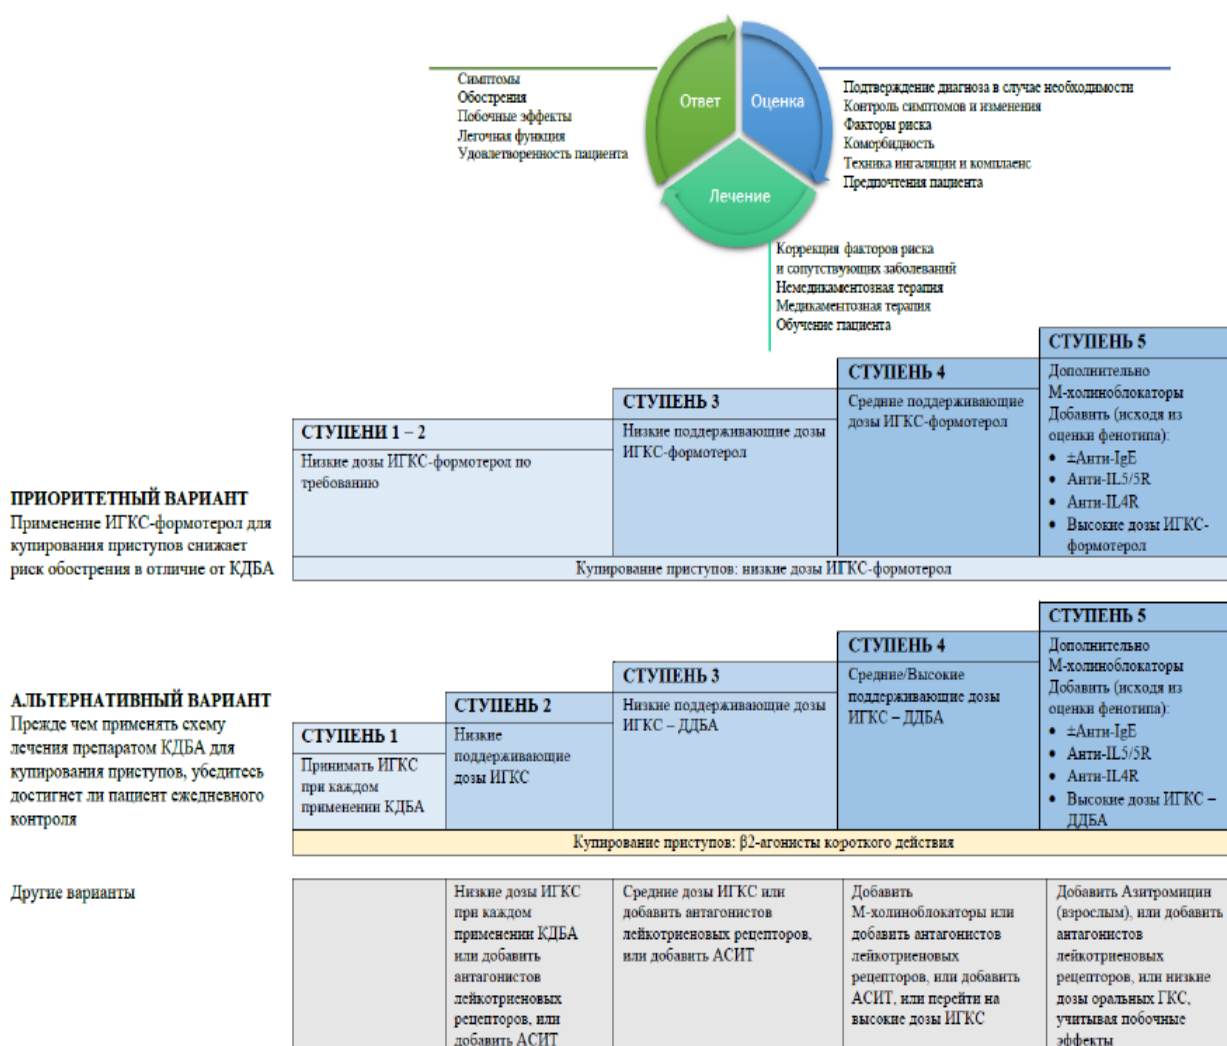 Ответ
Оценка
Лечение
Симптомы
Обострения
Побочные эффекты
Легочная функция
Удовлетворенность пациента
Подтверждение диагноза в случае необходимости
Контроль симптомов и изменения
Факторы риска
Коморбидность
Техника ингаляции и комплаенс
Предпочтения пациента
Коррекция факторов риска
и сопутствующих заболеваний
Немедикаментозная терапия
Медикаментозная терапия
Обучение пациента
ПРИОРИТЕТНЫЙ ВАРИАНТ
Применение ИГКС-формотерол для
купирования приступов снижает
риск обострения в отличие от КДБА
СТУПЕНИ 1 – 2
Низкие дозы ИГКС-формотерол по
требованию
СТУПЕНЬ 3
Низкие поддерживающие дозы
ИГКС-формотерол
СТУПЕНЬ 4
Средние поддерживающие
дозы ИГКС-формотерол
СТУПЕНЬ 5
Дополнительно
М-холиноблокаторы
Добавить (исходя из
оценки фенотипа):
• ±Анти-IgE
• Анти-IL5/5R
• Анти-IL4R
• Высокие дозы ИГКС-
формотерол
Купирование приступов: низкие дозы ИГКС-формотерол
АЛЬТЕРНАТИВНЫЙ ВАРИАНТ
Прежде чем применять схему
лечения препаратом КДБА для
купирования приступов, убедитесь
достигнет ли пациент ежедневного
контроля
СТУПЕНЬ 1
Принимать ИГКС
при каждом
применении КДБА
СТУПЕНЬ 2
Низкие
поддерживающие
дозы ИГКС
СТУПЕНЬ 3
Низкие поддерживающие дозы
ИГКС – ДДБА
СТУПЕНЬ 4
Средние/Высокие
поддерживающие дозы
ИГКС – ДДБА
СТУПЕНЬ 5
Дополнительно
М-холиноблокаторы
Добавить (исходя из
оценки фенотипа):
• ±Анти-IgE
• Анти-IL5/5R
• Анти-IL4R
• Высокие дозы ИГКС –
ДДБА
Купирование приступов: β2-агонисты короткого действия
Другие варианты
Низкие дозы ИГКС
при каждом
применении КДБА
или добавить
антагонистов
лейкотриеновых
рецепторов, или
добавить АСИТ
Средние дозы ИГКС или
добавить антагонистов
лейкотриеновых рецепторов,
или добавить АСИТ
Добавить
М-холиноблокаторы или
добавить антагонистов
лейкотриеновых
рецепторов, или добавить
АСИТ, или перейти на
высокие дозы ИГКС
Добавить Азитромицин
(взрослым), или добавить
антагонистов
лейкотриеновых
рецепторов, или низкие
дозы оральных ГКС,
учитывая побочные
эффекты